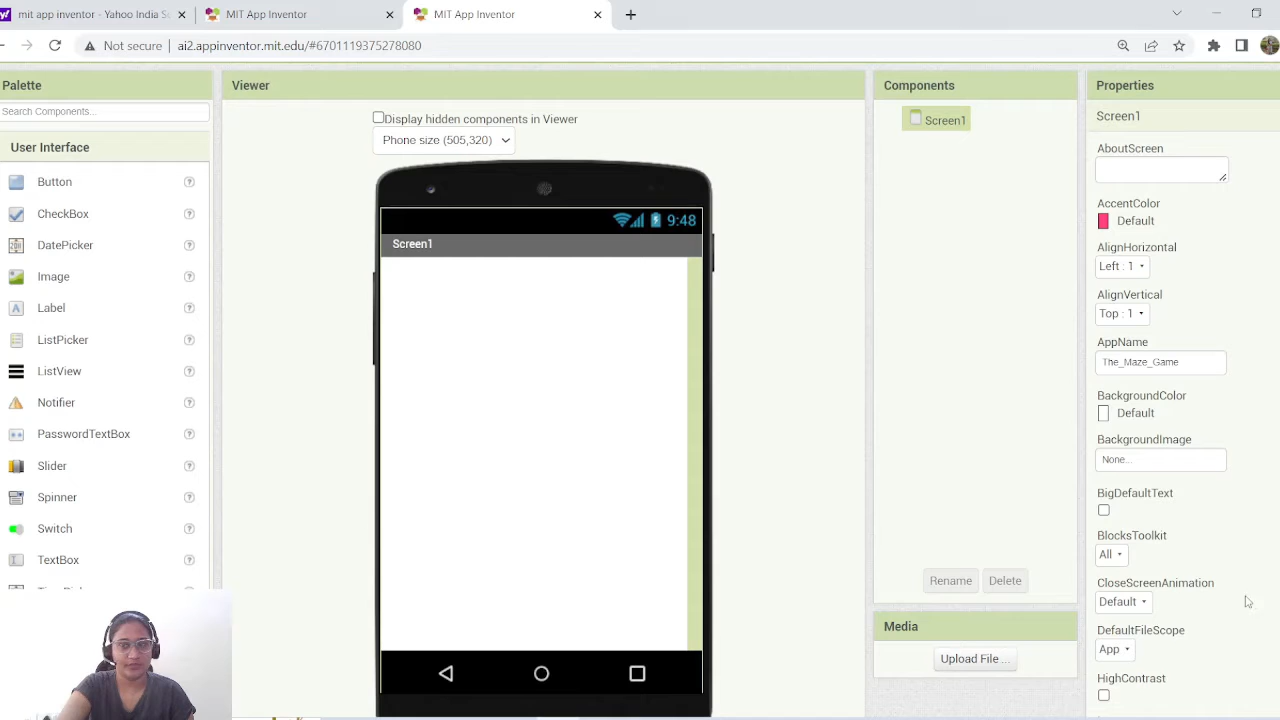 mit app inventor - Yahoo India Se
MIT App Inventor
MIT App Inventor
Not secure
ai2.appinventor.mit.edu/#6701119375278080
Palette
Search Components...
User Interface
Button
CheckBox
DatePicker
Image
Label
ListPicker
ListView
Notifier
PasswordTextBox
Slider
Spinner
Switch
TextBox
Viewer
Display hidden components in Viewer
Phone size (505,320)
9:48
Screen1
Components
Screen1
Rename
Delete
Media
Upload File ...
Properties
Screen1
AboutScreen
AccentColor
Default
AlignHorizontal
Left : 1
AlignVertical
Top : 1
AppName
The_Maze_Game
BackgroundColor
Default
BackgroundImage
None...
BigDefaultText
BlocksToolkit
All
CloseScreenAnimation
Default
DefaultFileScope
App
HighContrast